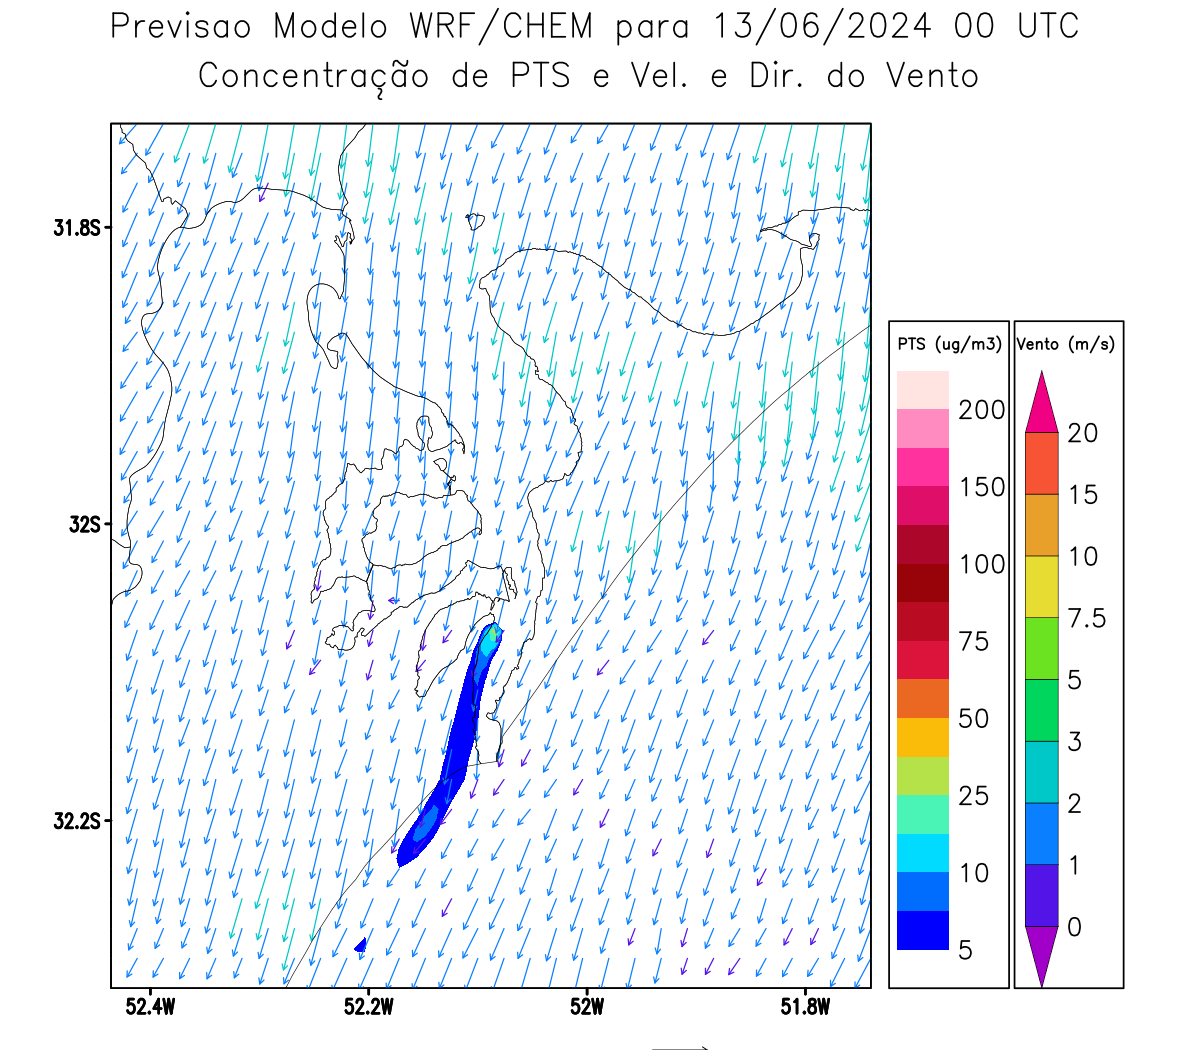 Previsao Modelo WRF/CHEM para 13/06/2024 00 UTC
Concentração de PTS e Vel. e Dir. do Vento
31.8S
32S
32.2S
52.4W
52.2W
52W
51.8W
PTS (ug/m3)
200
150
100
75
50
25
10
5
Vento (m/s)
20
15
10
7.5
5
3
2
1
0